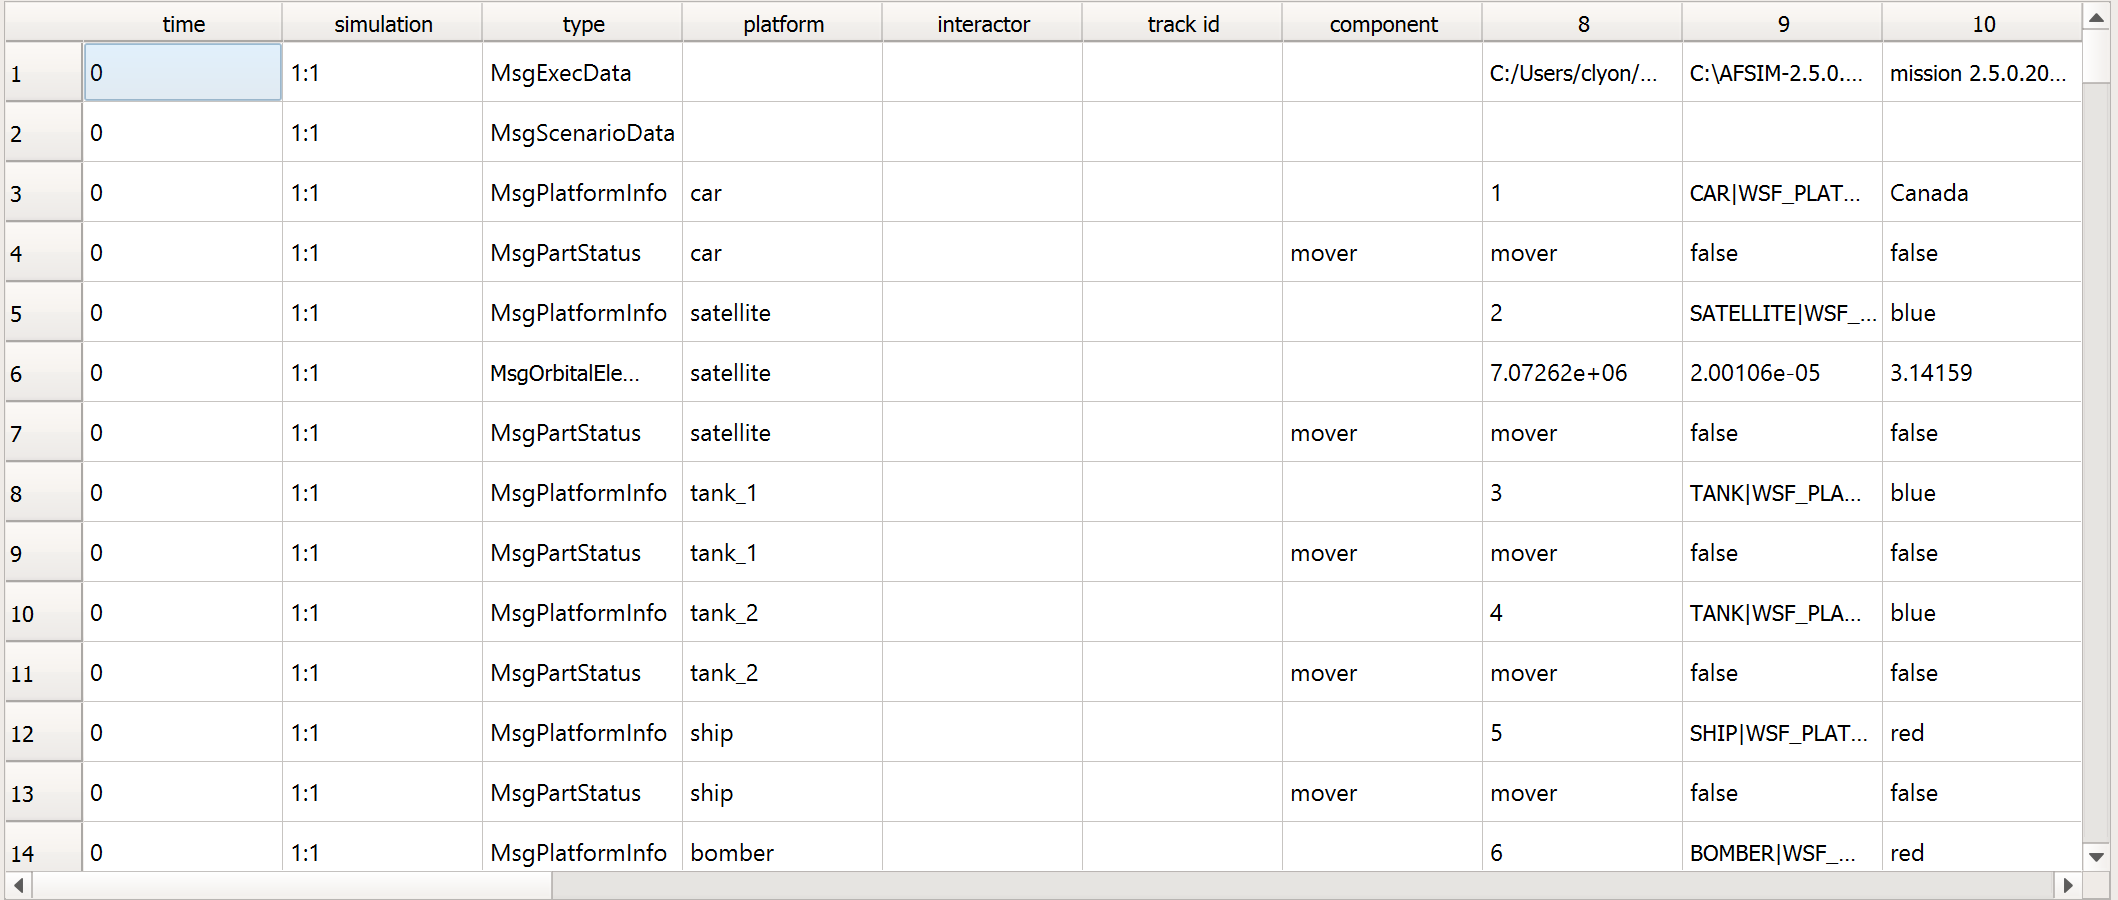 time simulation type platform interactor track id component 8 9 10
1 0 1:1 MsgExecData C:/Users/clyon/... C:\AFSIM-2.5.0.... mission 2.5.0.20...
2 0 1:1 MsgScenarioData
3 0 1:1 MsgPlatformInfo car 1 CAR|WSF_PLAT... Canada
4 0 1:1 MsgPartStatus car mover mover false false
5 0 1:1 MsgPlatformInfo satellite 2 SATELLITE|WSF_... blue
6 0 1:1 MsgOrbitalEle... satellite 7.07262e+06 2.00106e-05 3.14159
7 0 1:1 MsgPartStatus satellite mover mover false false
8 0 1:1 MsgPlatformInfo tank_1 3 TANK|WSF_PLA... blue
9 0 1:1 MsgPartStatus tank_1 mover mover false false
10 0 1:1 MsgPlatformInfo tank_2 4 TANK|WSF_PLA... blue
11 0 1:1 MsgPartStatus tank_2 mover mover false false
12 0 1:1 MsgPlatformInfo ship 5 SHIP|WSF_PLAT... red
13 0 1:1 MsgPartStatus ship mover mover false false
14 0 1:1 MsgPlatformInfo bomber 6 BOMBER|WSF_... red